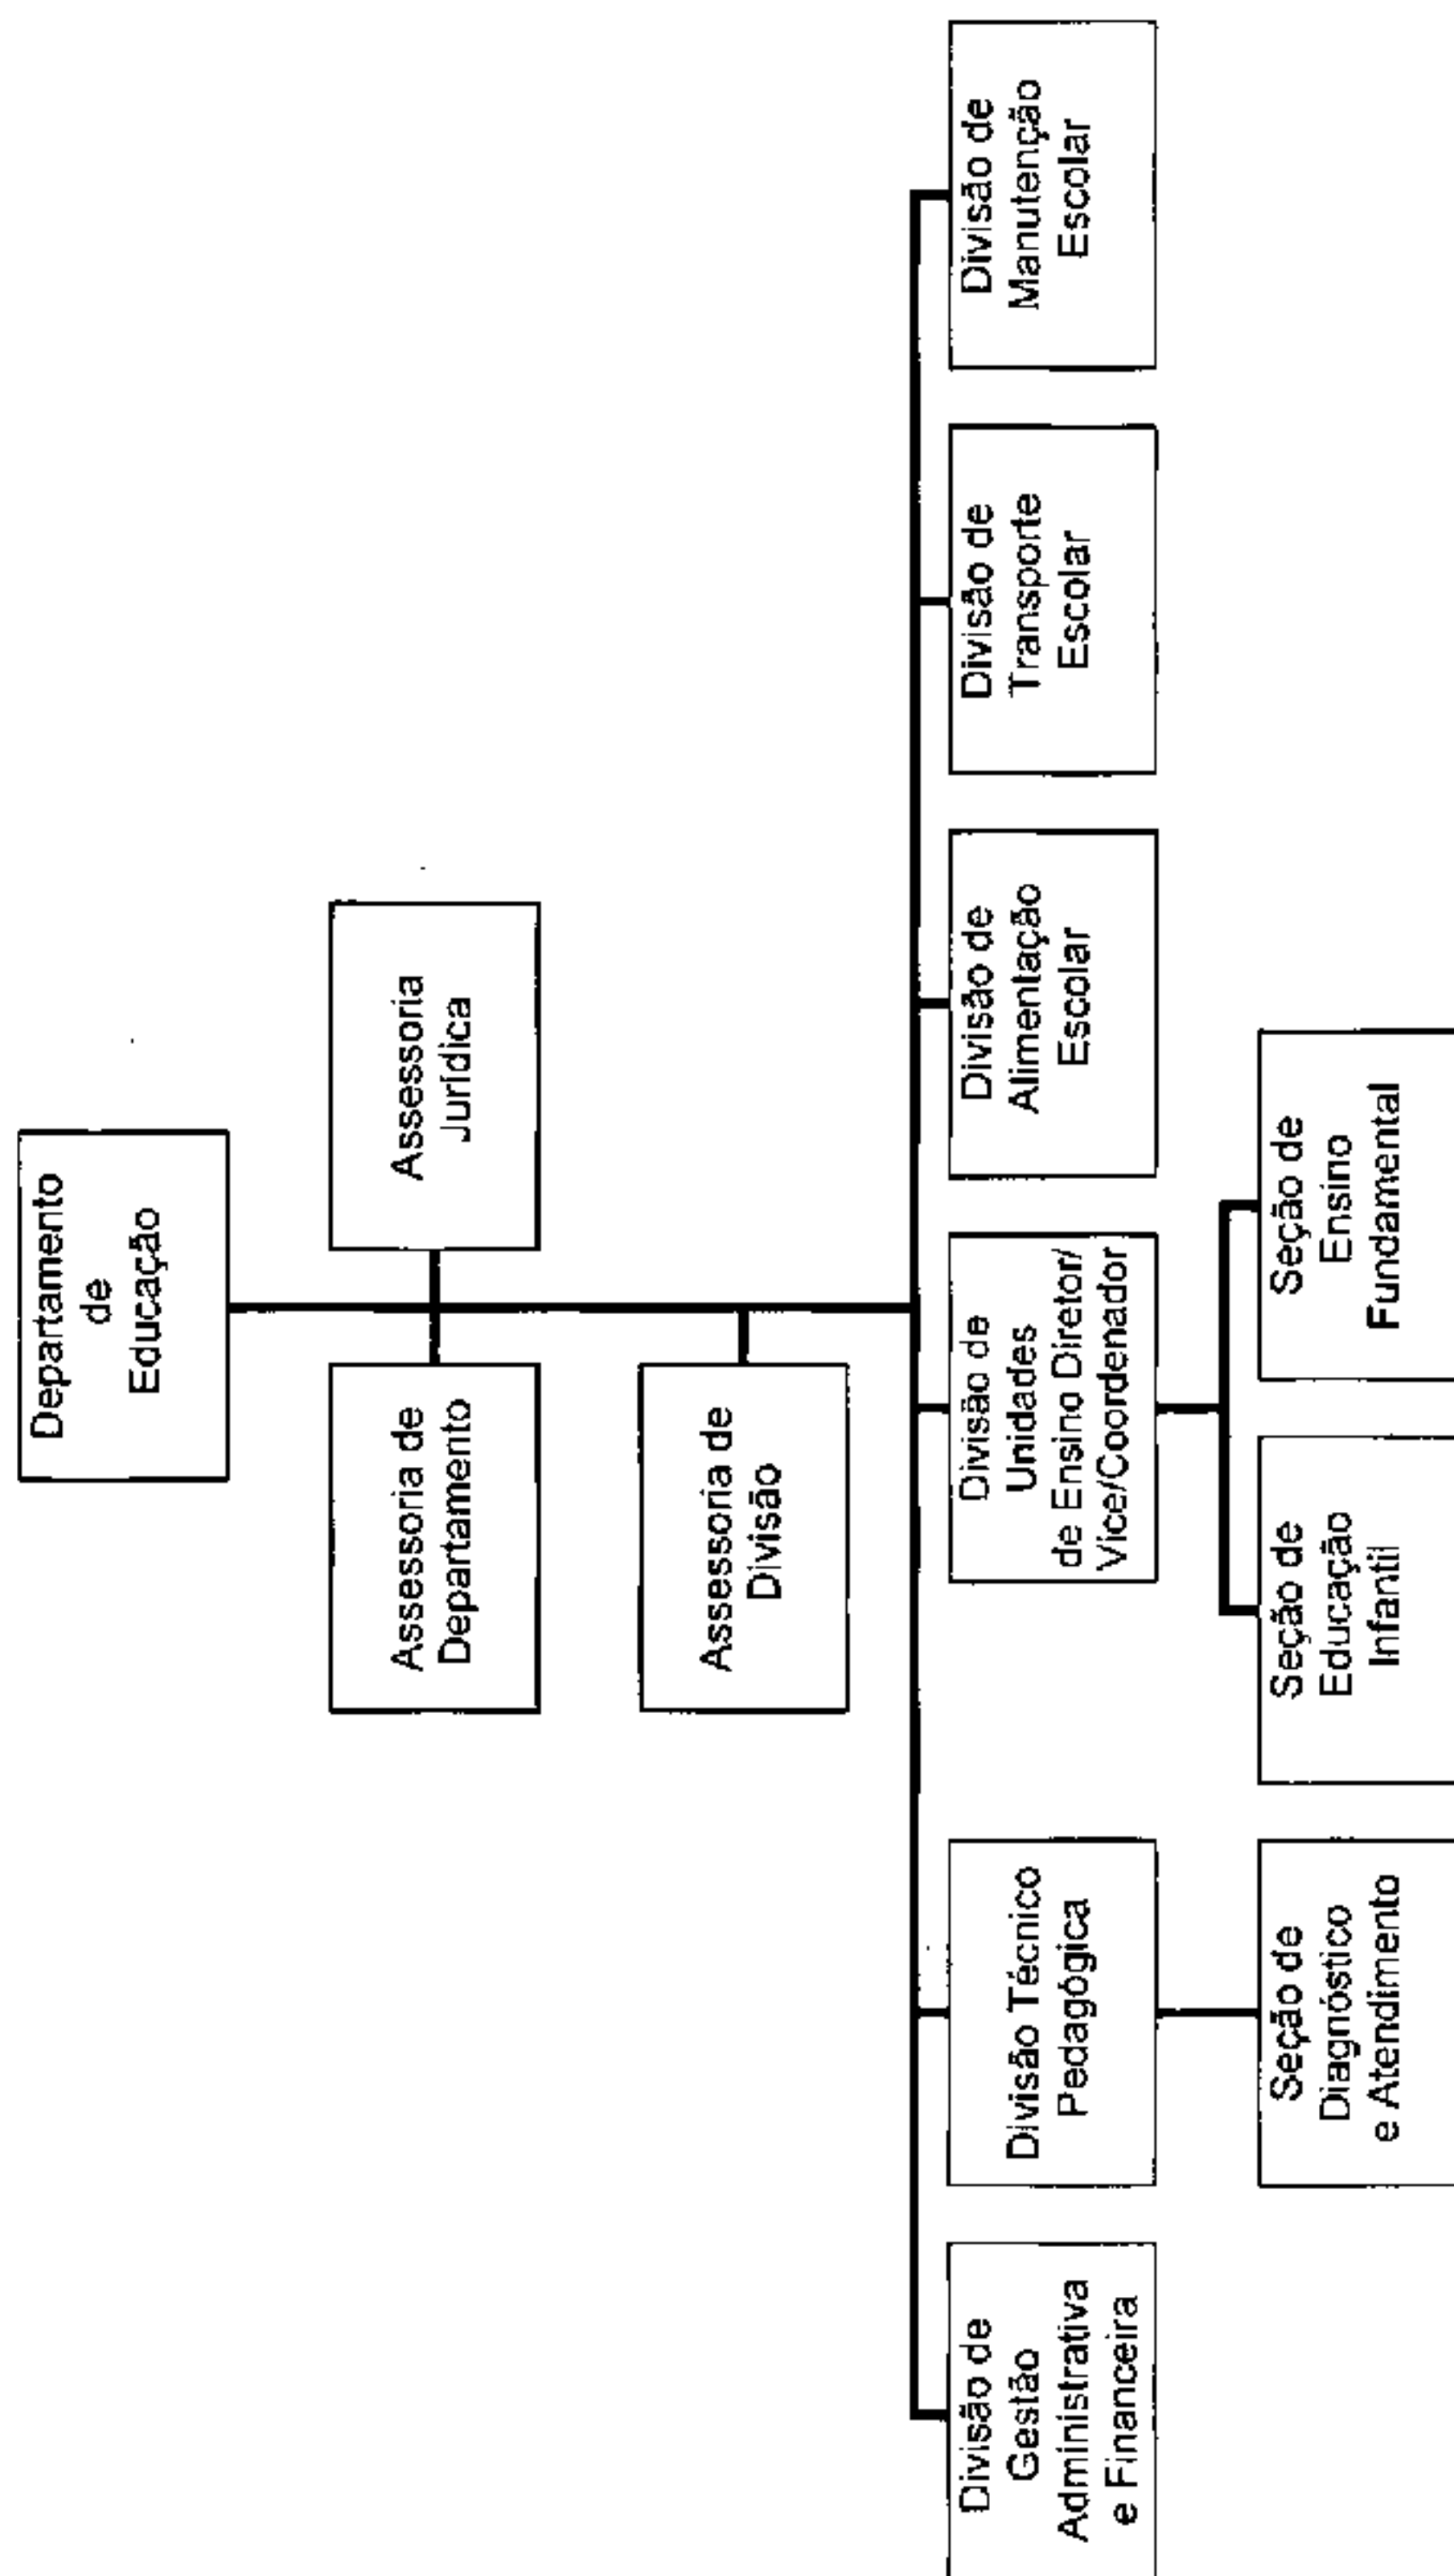 Departamento
de
Educação
Assessoria de
Departamento
Assessoria
Jurídica
Assessoria de
Divisão
Divisão de
Gestão
Administrativa
e Financeira
Divisão Técnico
Pedagógica
Divisão de
Unidades
de Ensino Diretor/
Vice/Coordenador
Divisão de
Alimentação
Escolar
Divisão de
Transporte
Escolar
Divisão de
Manutenção
Escolar
Seção de
Diagnóstico
e Atendimento
Seção de
Educação
Infantil
Seção de
Ensino
Fundamental